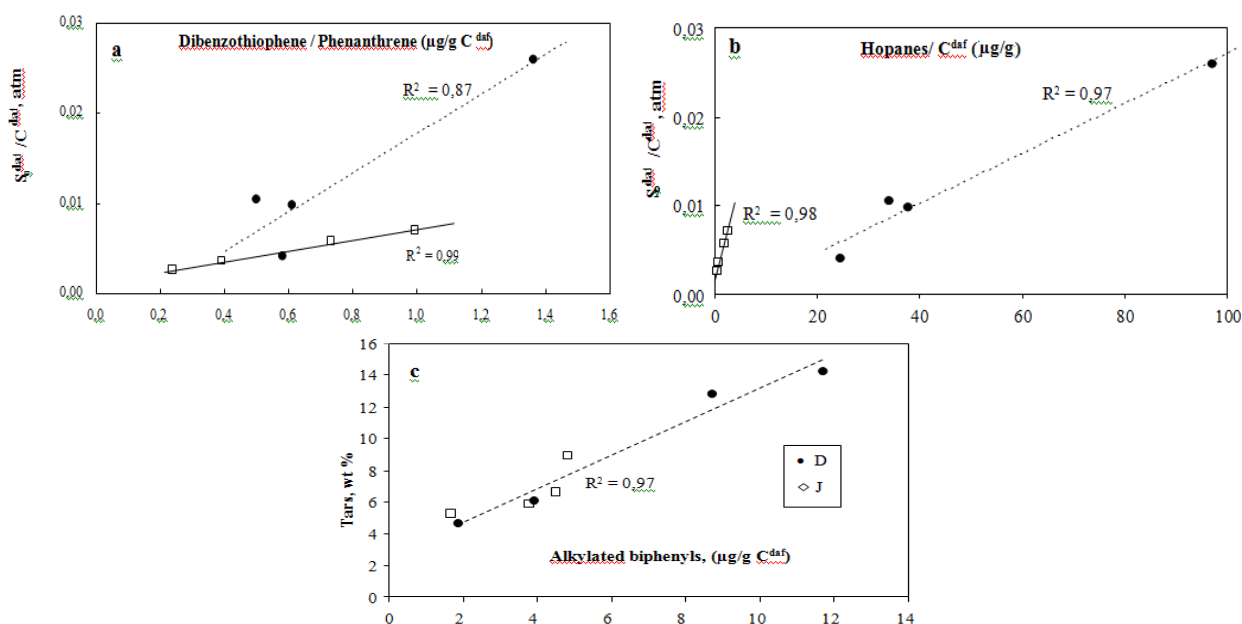 a
Dibenzothiophene / Phenanthrene (µg/g C daf)
S₀daf /Cdaf, atm
0,03
0,02
0,01
0,00
R² = 0,87
R² = 0,99
0,0 0,2 0,4 0,6 0,8 1,0 1,2 1,4 1,6
b
Hopanes/ Cdaf (µg/g)
S₀daf /Cdaf, atm
0,03
0,02
0,01
0,00
R² = 0,97
R² = 0,98
0 20 40 60 80 100
c
Tars, wt %
16
14
12
10
8
6
4
2
0
R² = 0,97
D
J
Alkylated biphenyls, (µg/g Cdaf)
0 2 4 6 8 10 12 14